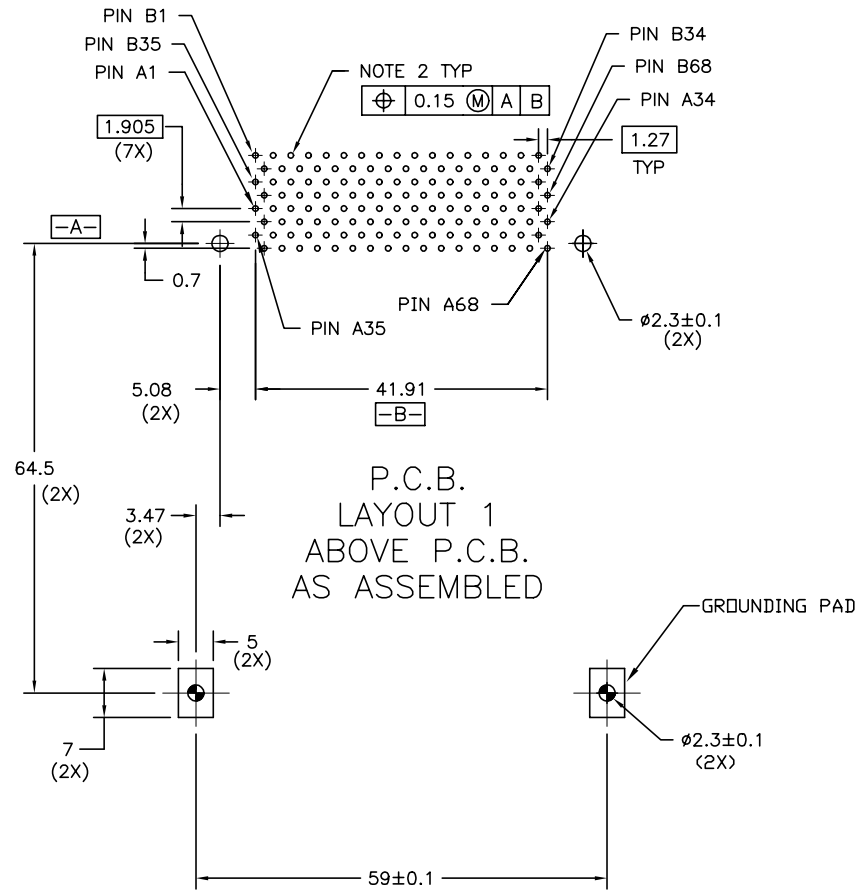 PIN B1
PIN B35
PIN A1
NOTE 2 TYP
⌖ 0.15 Ⓜ A B
PIN B34
PIN B68
PIN A34
1.905
(7X)
1.27
TYP
-A-
0.7
PIN A68
PIN A35
ø2.3±0.1
(2X)
5.08
(2X)
41.91
-B-
64.5
(2X)
3.47
(2X)
P.C.B.
LAYOUT 1
ABOVE P.C.B.
AS ASSEMBLED
GROUNDING PAD
5
(2X)
7
(2X)
ø2.3±0.1
(2X)
59±0.1